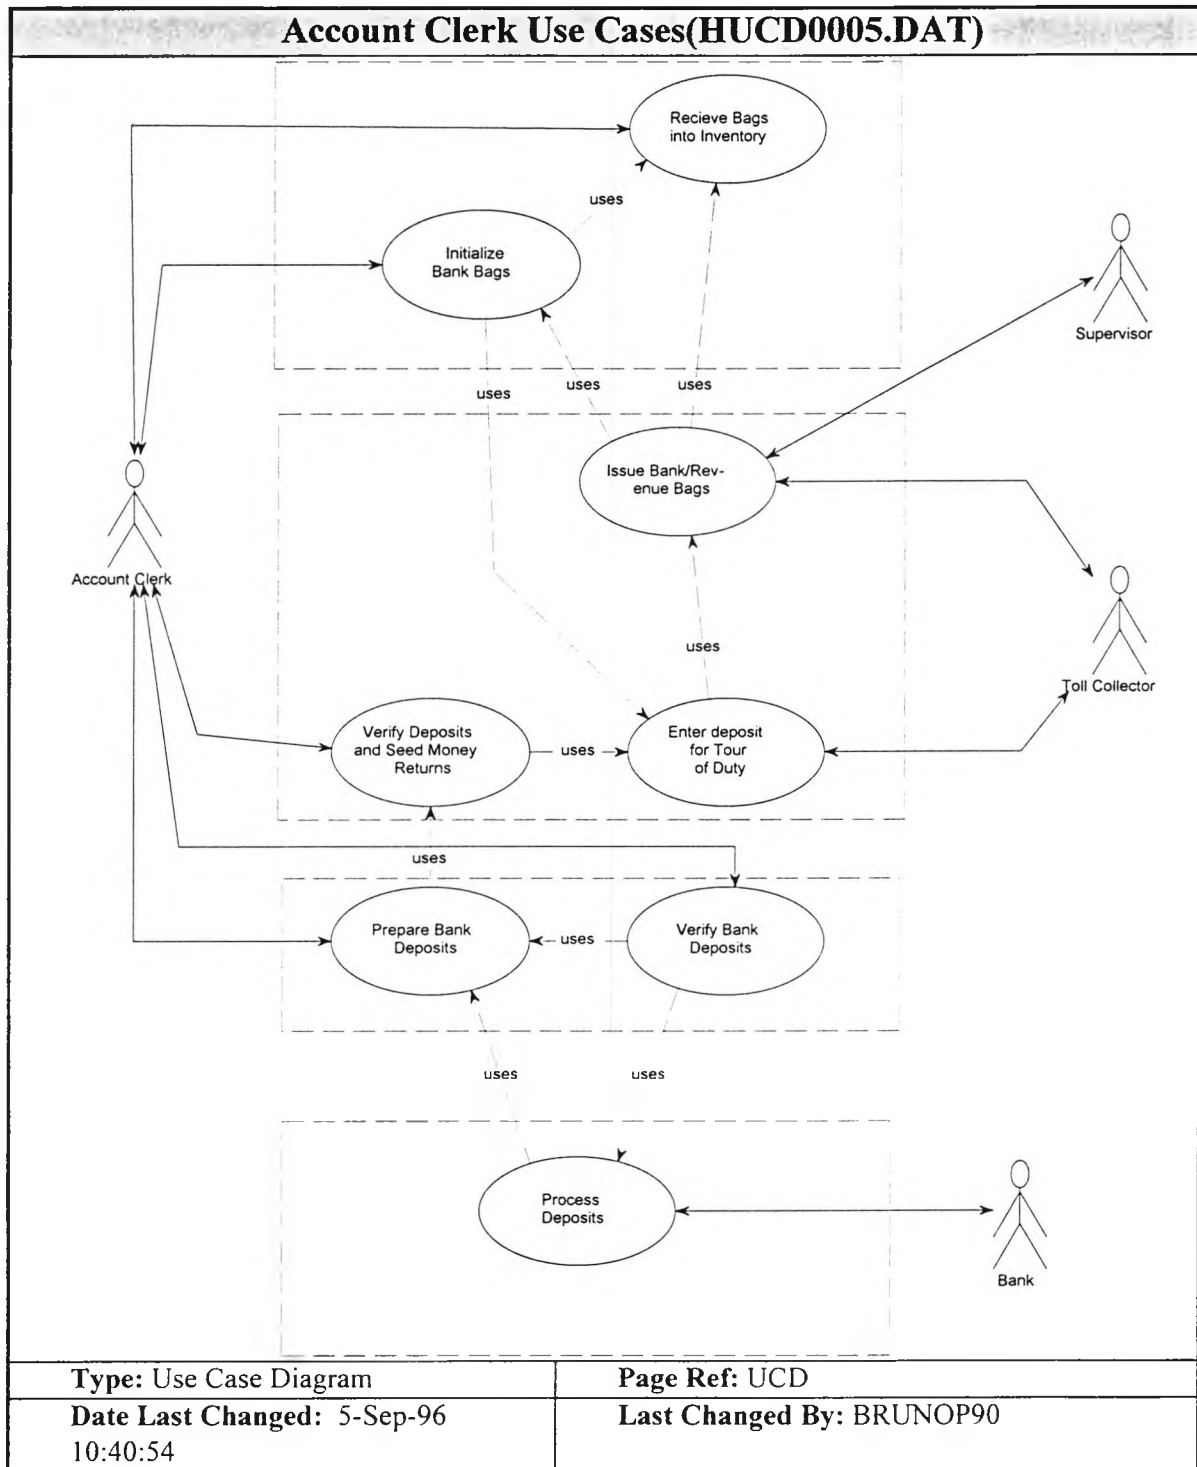 Account Clerk Use Cases(HUCD0005.DAT)
Recieve Bags
into Inventory
uses
Initialize
Bank Bags
Supervisor
uses
uses
uses
Issue Bank/Rev-
enue Bags
Account Clerk
uses
Toll Collector
Verify Deposits
and Seed Money
Returns
uses
Enter deposit
for Tour
of Duty
uses
Prepare Bank
Deposits
uses
Verify Bank
Deposits
uses
uses
Process
Deposits
Bank
Type: Use Case Diagram
Page Ref: UCD
Date Last Changed: 5-Sep-96
10:40:54
Last Changed By: BRUNOP90